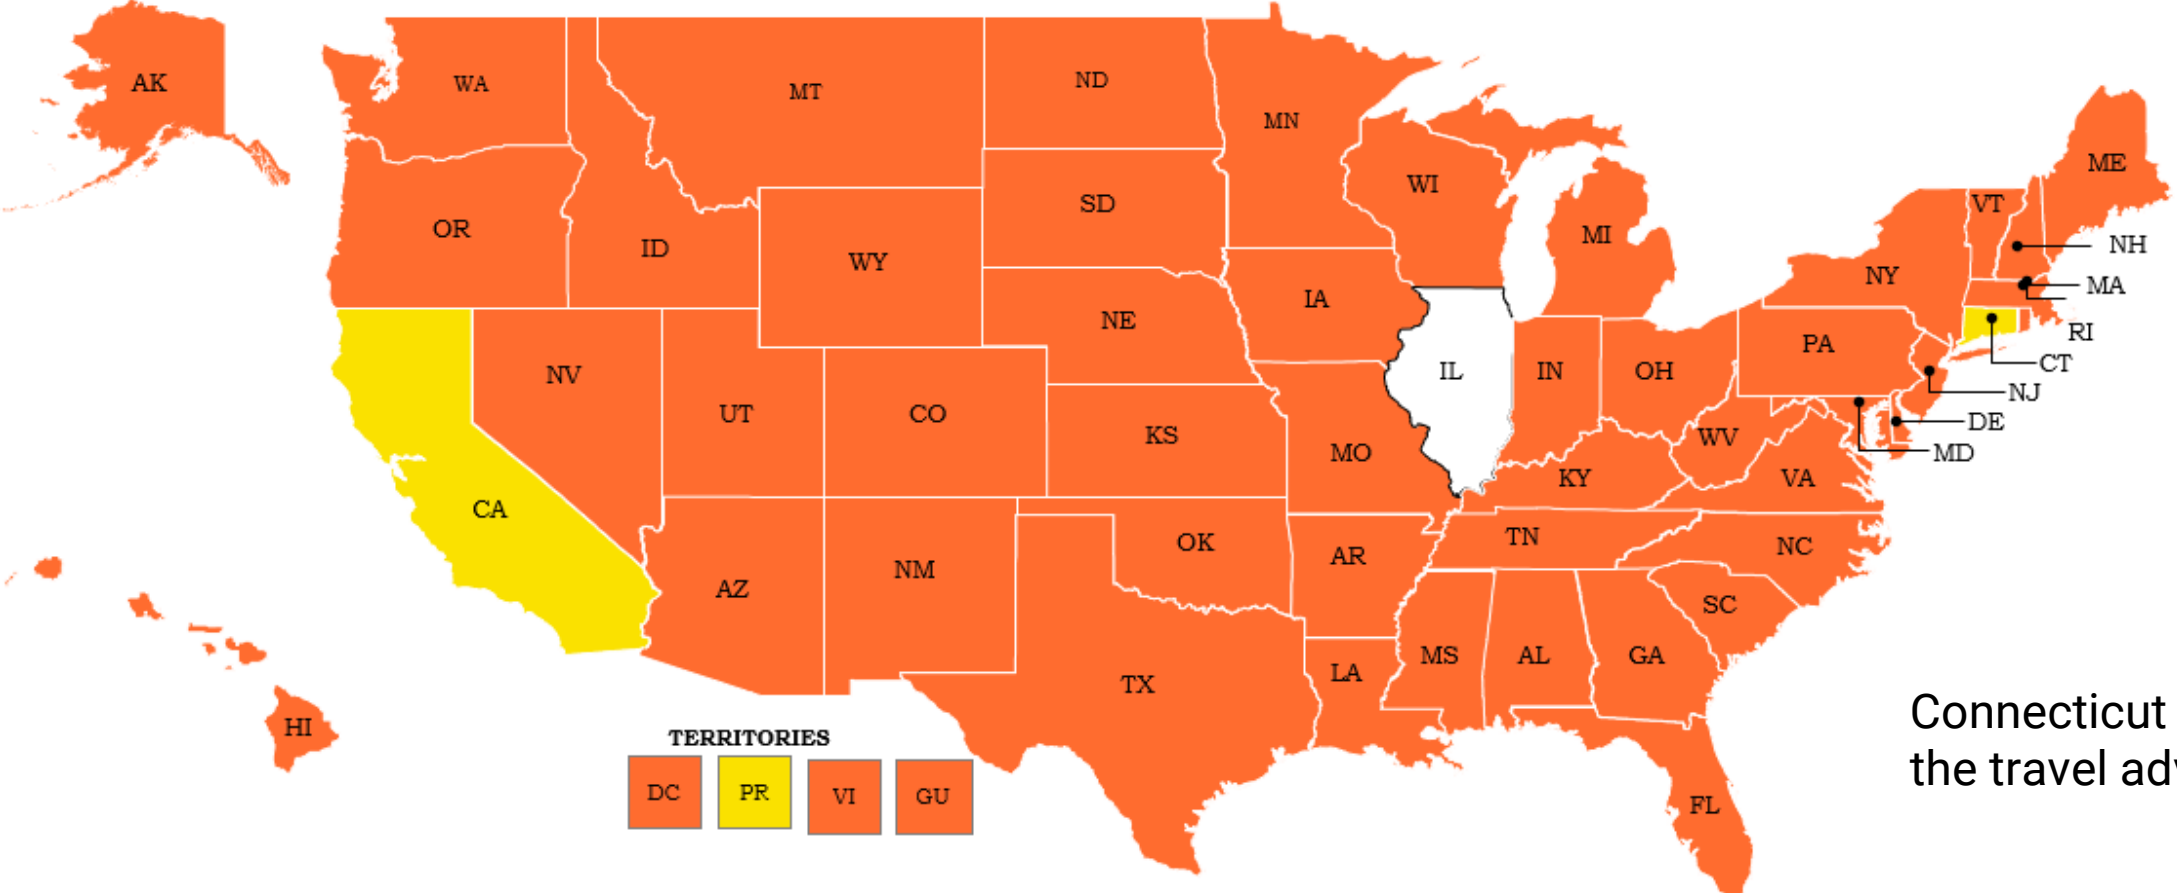 AK
WA
MT
ND
MN
ME
WI
VT
SD
OR
MI
NH
ID
WY
NY
MA
IA
NE
RI
PA
CT
NV
IL
IN
OH
NJ
UT
CO
DE
KS
WV
MO
MD
KY
VA
CA
TN
OK
NC
AR
NM
AZ
SC
MS
AL
GA
LA
TX
HI
Connecticut
the travel
TERRITORIES
DC
PR
VI
GU
FL